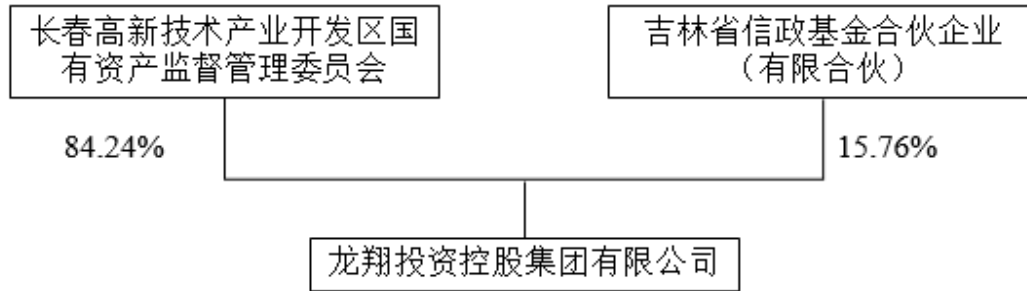 长春高新技术产业开发区国
有资产监督管理委员会
吉林省信政基金合伙企业
（有限合伙）
84.24%
15.76%
龙翔投资控股集团有限公司